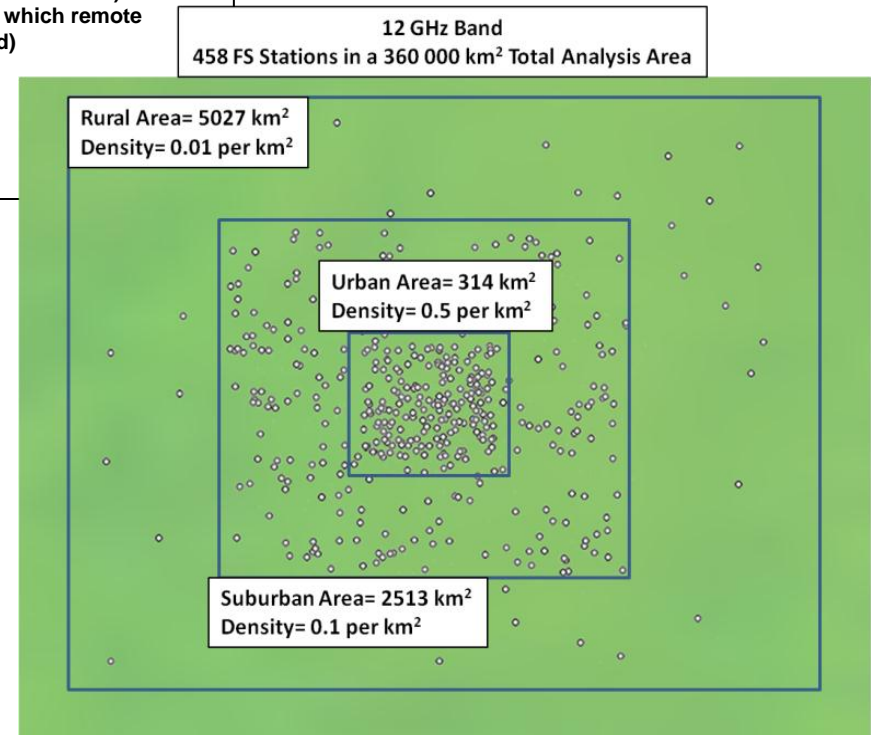 which remote
d)
12 GHz Band
458 FS Stations in a 360 000 km² Total Analysis Area
Rural Area= 5027 km²
Density= 0.01 per km²
Urban Area= 314 km²
Density= 0.5 per km²
Suburban Area= 2513 km²
Density= 0.1 per km²